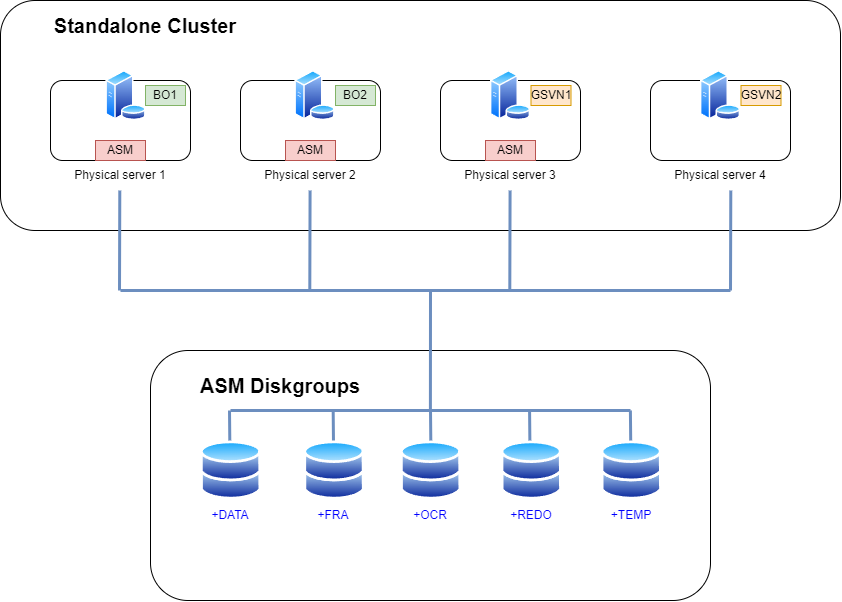 Standalone Cluster
BO1
BO2
GSVN1
GSVN2
ASM
ASM
ASM
Physical server 1
Physical server 2
Physical server 3
Physical server 4
ASM Diskgroups
+DATA
+FRA
+OCR
+REDO
+TEMP